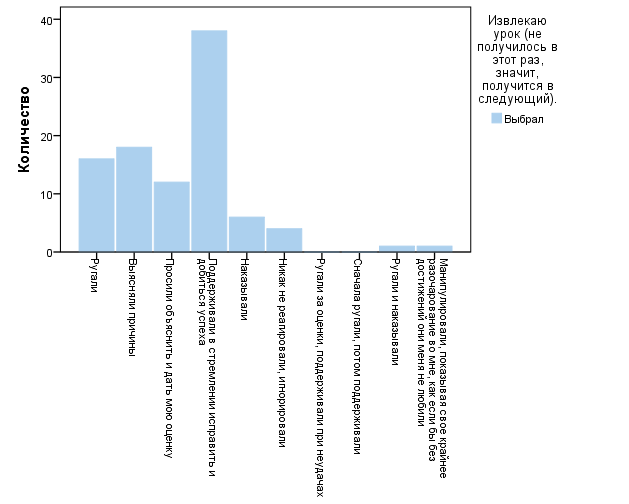 40
30
20
10
0
Количество
Ругали
Выясняли причины
Просили объяснить и дать мою оценку
Поддерживали в стремлении исправить и
добиться успеха
Наказывали
Никак не реагировали, игнорировали
Ругали за оценки, поддерживали при неудачах
Сначала ругали, потом поддерживали
Ругали и наказывали
Манипулировали, показывая свое крайнее
разочарование во мне, как если бы без
достижений они меня не любили
Извлекаю
урок (не
получилось в
этот раз,
значит,
получится в
следующий).
Выбрал